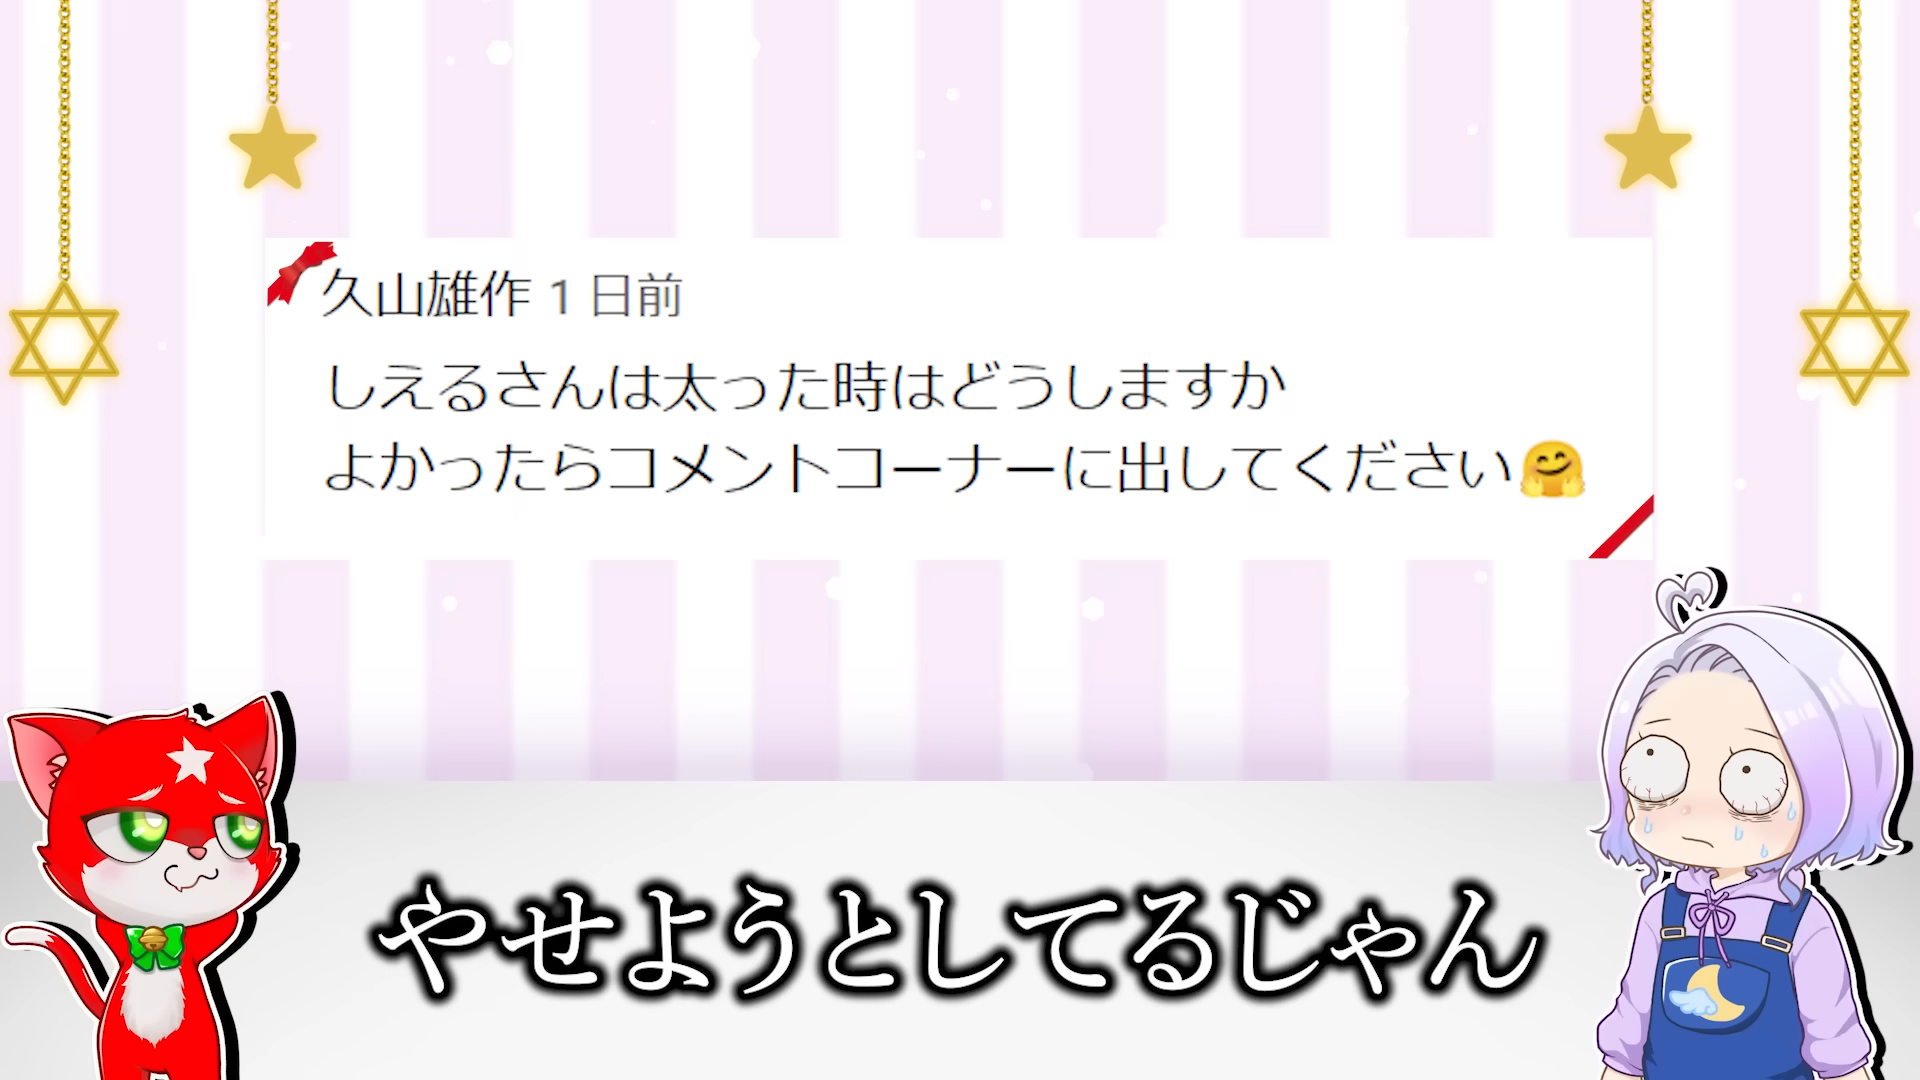 久山雄作 1 日前
しえるさんは太った時はどうしますか
よかったらコメントコーナーに出してください🤗
やせようとしてるじゃん